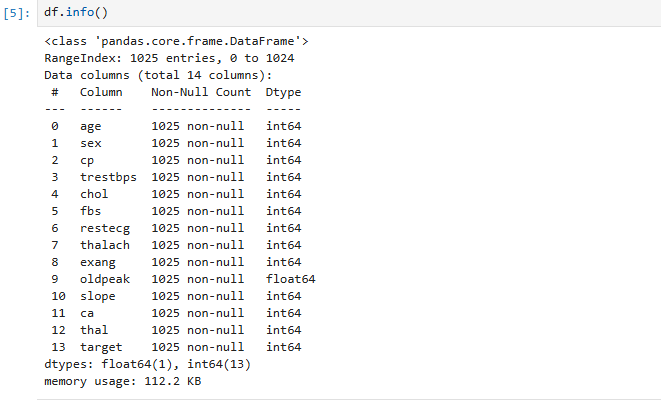 [5]: df.info()
<class 'pandas.core.frame.DataFrame'>
RangeIndex: 1025 entries, 0 to 1024
Data columns (total 14 columns):
 #   Column    Non-Null Count  Dtype
---  ------    --------------  -----
 0   age       1025 non-null   int64
 1   sex       1025 non-null   int64
 2   cp        1025 non-null   int64
 3   trestbps  1025 non-null   int64
 4   chol      1025 non-null   int64
 5   fbs       1025 non-null   int64
 6   restecg   1025 non-null   int64
 7   thalach   1025 non-null   int64
 8   exang     1025 non-null   int64
 9   oldpeak   1025 non-null   float64
 10  slope     1025 non-null   int64
 11  ca        1025 non-null   int64
 12  thal      1025 non-null   int64
 13  target    1025 non-null   int64
dtypes: float64(1), int64(13)
memory usage: 112.2 KB